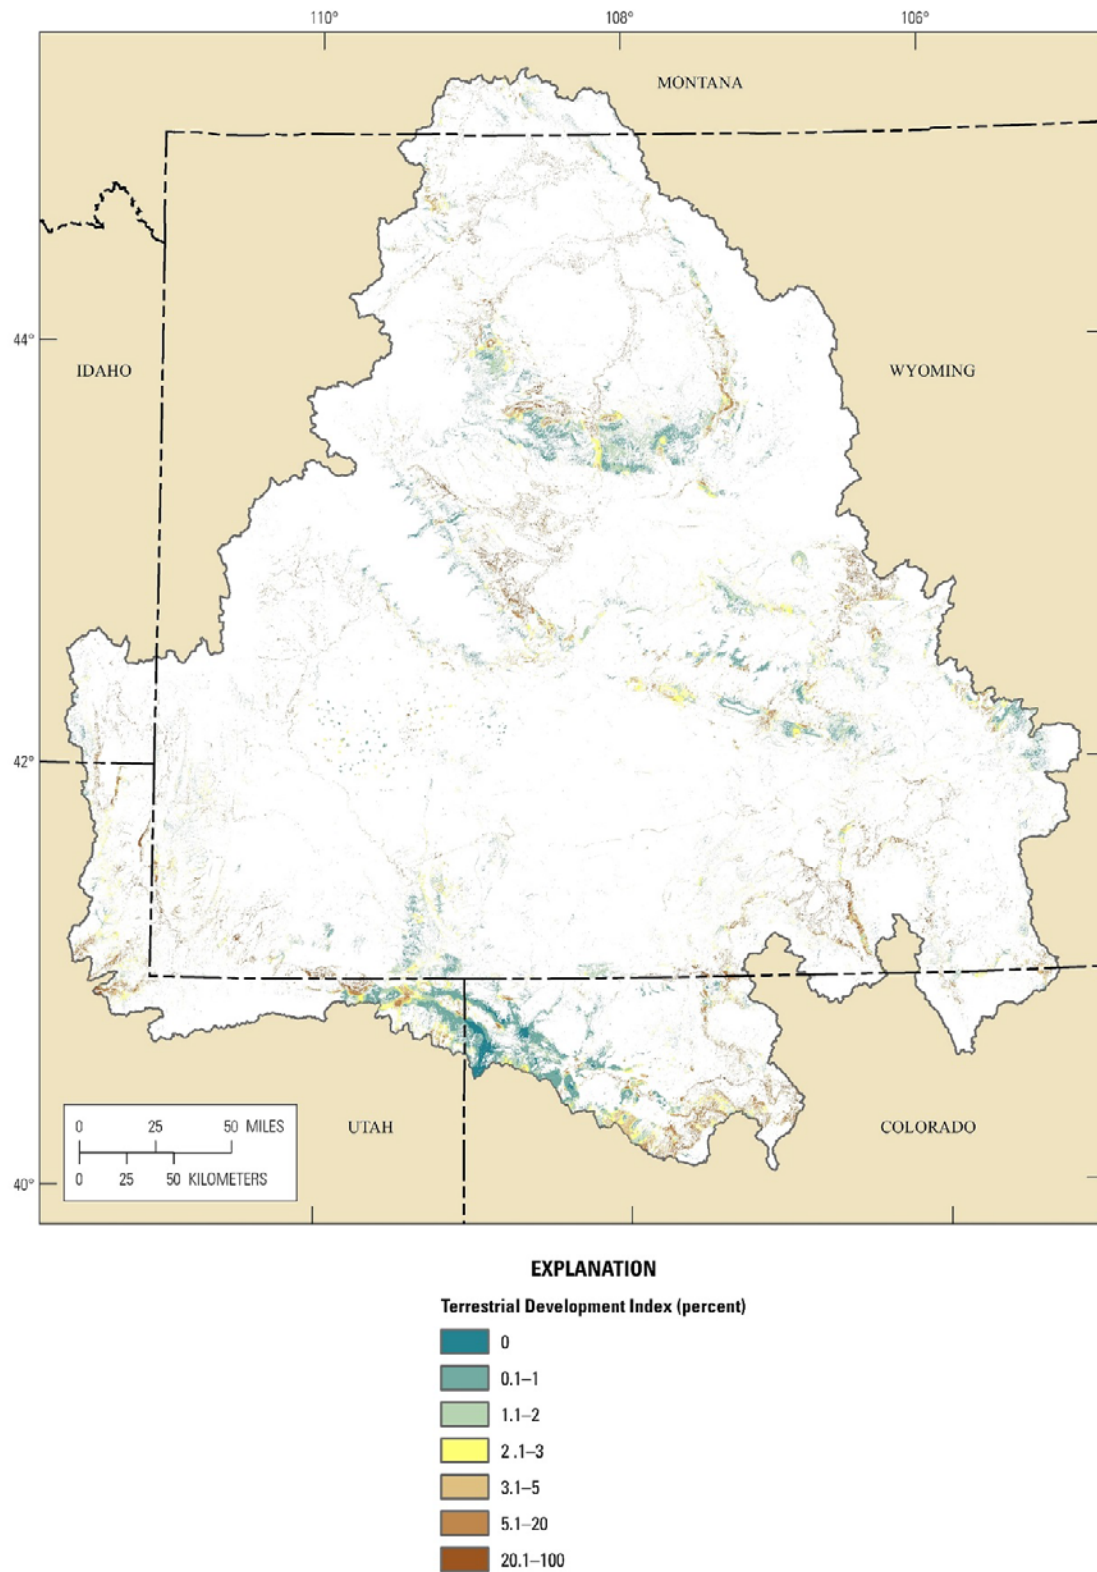 110° 108° 106°
MONTANA
44°
IDAHO WYOMING
42°
0 25 50 MILES
0 25 50 KILOMETERS
UTAH COLORADO
40°
EXPLANATION
Terrestrial Development Index (percent)
0
0.1–1
1.1–2
2 .1–3
3.1–5
5.1–20
20.1–100